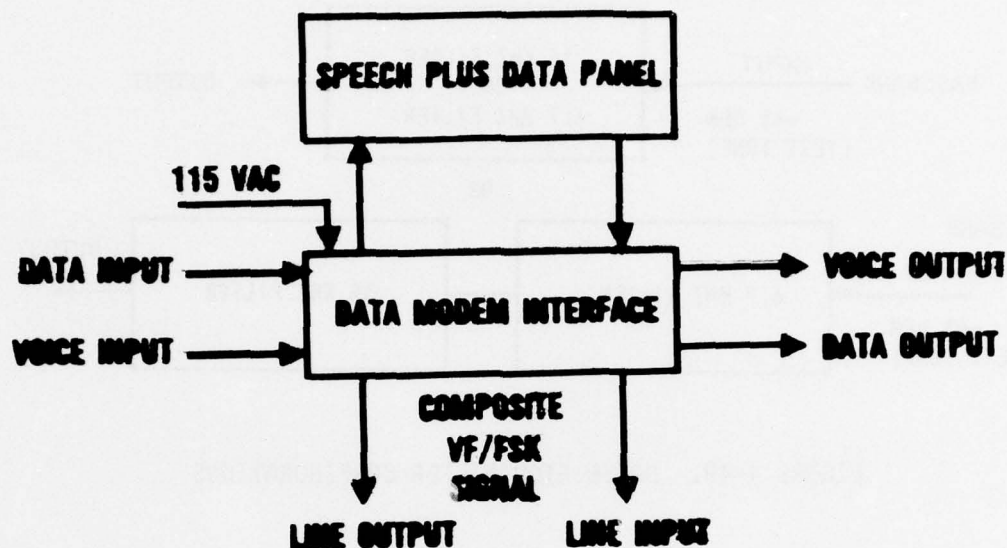 SPEECH PLUS DATA PANEL
115 VAC
DATA INPUT
VOICE OUTPUT
DATA MODEM INTERFACE
VOICE INPUT
DATA OUTPUT
COMPOSITE
VF/FSK
SIGNAL
LINE OUTPUT
LINE INPUT